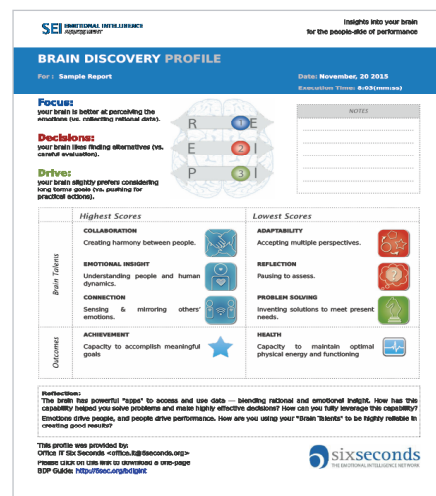 SEI EMOTIONAL INTELLIGENCE
ASSESSMENT
Insights into your brain
for the people-side of performance
BRAIN DISCOVERY PROFILE
For : Sample Report
Date: November, 20 2015
Execution Time: 8:03(mm:ss)
Focus:
your brain is better at perceiving the
emotions (vs. collecting rational data).
Decisions:
your brain likes finding alternatives (vs.
careful evaluation).
Drive:
your brain slightly prefers considering
long terms goals (vs. pushing for
practical actions).
R 1 E
E 2 I
P 3 I
NOTES
Highest Scores
Lowest Scores
Brain Talents
COLLABORATION
Creating harmony between people.
EMOTIONAL INSIGHT
Understanding people and human
dynamics.
CONNECTION
Sensing & mirroring others'
emotions.
ADAPTABILITY
Accepting multiple perspectives.
REFLECTION
Pausing to assess.
PROBLEM SOLVING
Inventing solutions to meet present
needs.
Outcomes
ACHIEVEMENT
Capacity to accomplish meaningful
goals
HEALTH
Capacity to maintain optimal
physical energy and functioning
Reflection:
The brain has powerful "apps" to access and use data — blending rational and emotional insight. How has this
capability helped you solve problems and make highly effective decisions? How can you fully leverage this capability?
Emotions drive people, and people drive performance. How are you using your "Brain Talents" to be highly reliable in
creating good results?
This profile was provided by:
Office IT Six Seconds <office.it@6seconds.org>
Please click on this link to download a one-page
BDP Guide: http://6sec.org/bdigint
sixseconds
THE EMOTIONAL INTELLIGENCE NETWORK